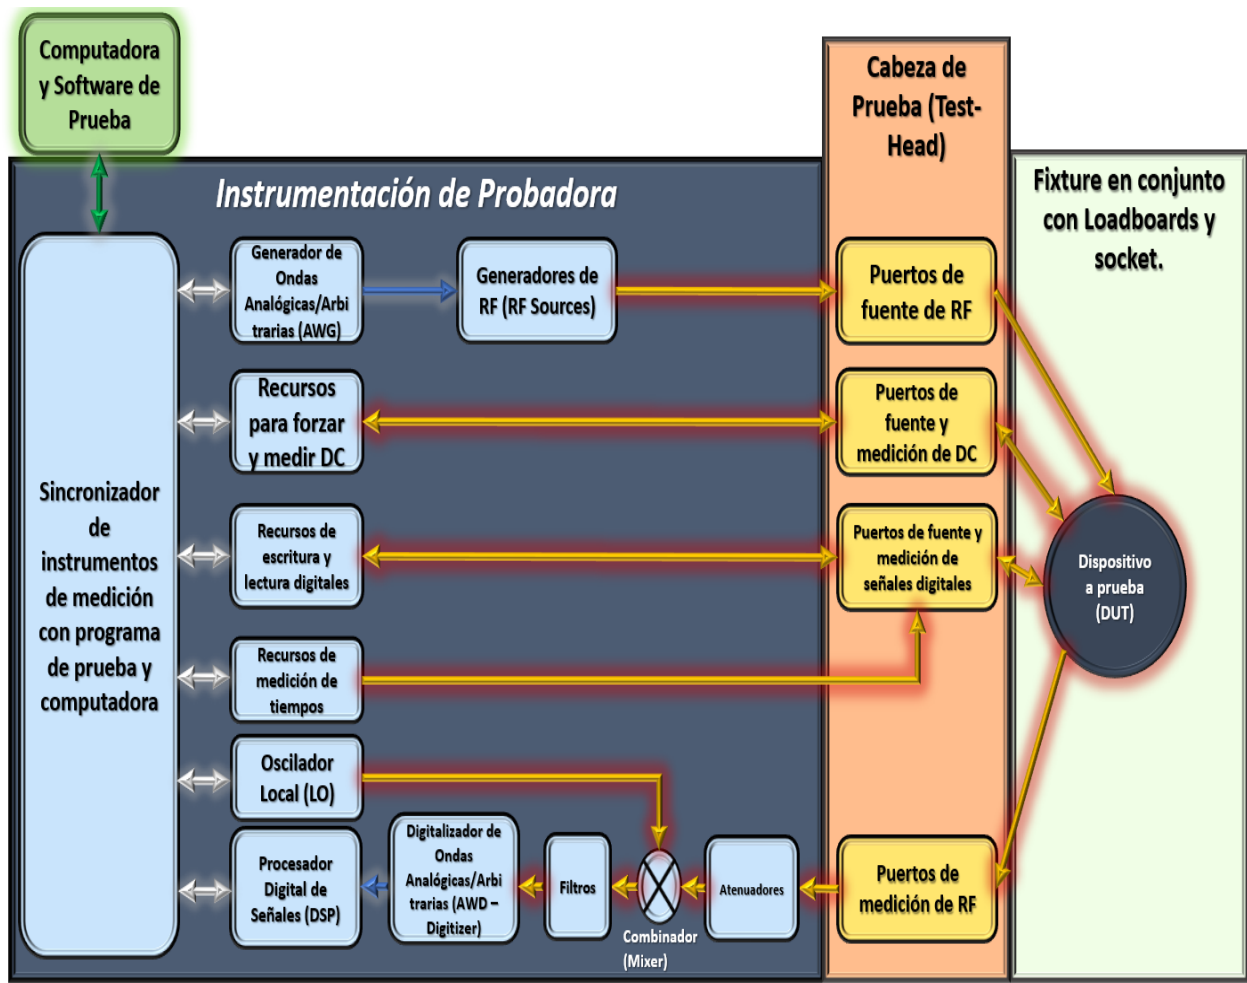 Computadora
y Software de
Prueba
Instrumentación de Probadora
Cabeza de
Prueba (Test-
Head)
Fixture en conjunto
con Loadboards y
socket.
Sincronizador
de
instrumentos
de medición
con programa
de prueba y
computadora
Generador de
Ondas
Analógicas/Arbi
trarias (AWG)
Generadores de
RF (RF Sources)
Puertos de
fuente de RF
Recursos
para forzar
y medir DC
Puertos de
fuente y
medición de DC
Recursos de
escritura y
lectura digitales
Puertos de fuente y
medición de
señales digitales
Dispositivo
a prueba
(DUT)
Recursos de
medición de
tiempos
Oscilador
Local (LO)
Procesador
Digital de
Señales (DSP)
Digitalizador de
Ondas
Analógicas/Arbi
trarias (AWD –
Digitizer)
Filtros
Combinador
(Mixer)
Atenuadores
Puertos de
medición de RF